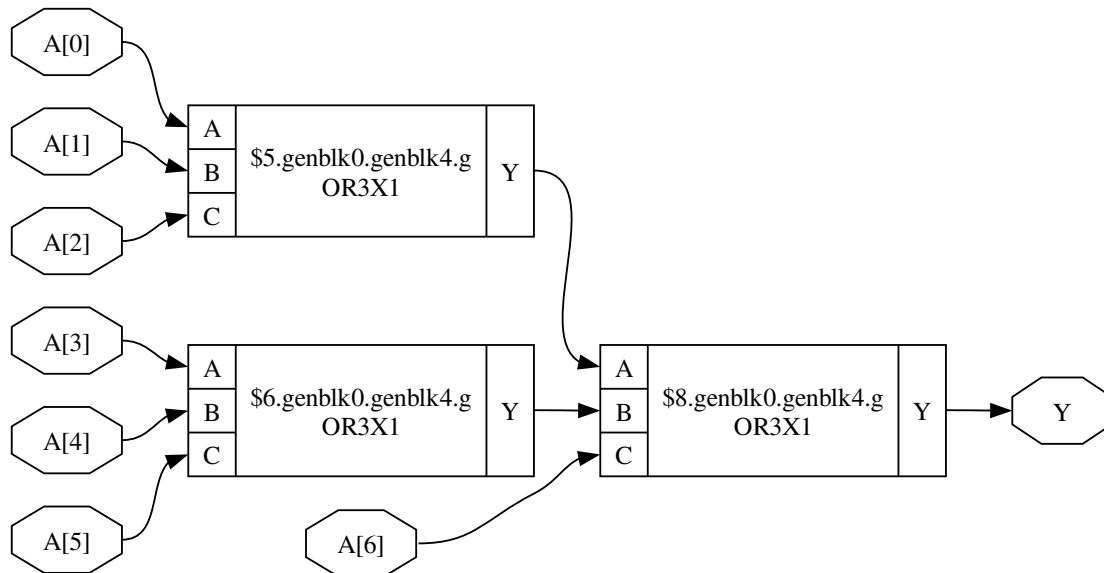 A[0]
A[1]
A[2]
A
B
C
$5.genblk0.genblk4.g
OR3X1
Y
A[3]
A[4]
A[5]
A
B
C
$6.genblk0.genblk4.g
OR3X1
Y
A[6]
A
B
C
$8.genblk0.genblk4.g
OR3X1
Y
Y